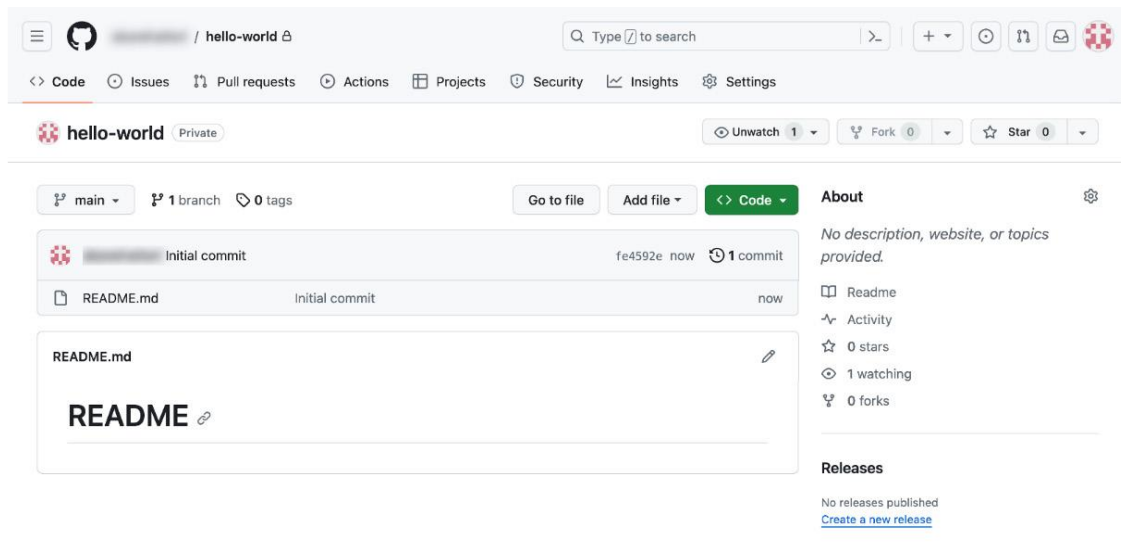 / hello-world
Type / to search
Code Issues Pull requests Actions Projects Security Insights Settings
hello-world Private Unwatch 1 Fork 0 Star 0
main 1 branch 0 tags Go to file Add file Code
Initial commit fe4592e now 1 commit
README.md Initial commit now
README.md
README
About
No description, website, or topics
provided.
Readme
Activity
0 stars
1 watching
0 forks
Releases
No releases published
Create a new release